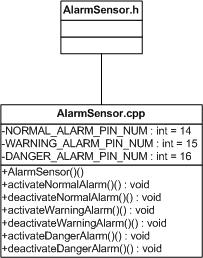 AlarmSensor.h
AlarmSensor.cpp
-NORMAL_ALARM_PIN_NUM : int = 14
-WARNING_ALARM_PIN_NUM : int = 15
-DANGER_ALARM_PIN_NUM : int = 16
+AlarmSensor()()
+activateNormalAlarm()() : void
+deactivateNormalAlarm()() : void
+activateWarningAlarm()() : void
+deactivateWarningAlarm()() : void
+activateDangerAlarm()() : void
+deactivateDangerAlarm()() : void